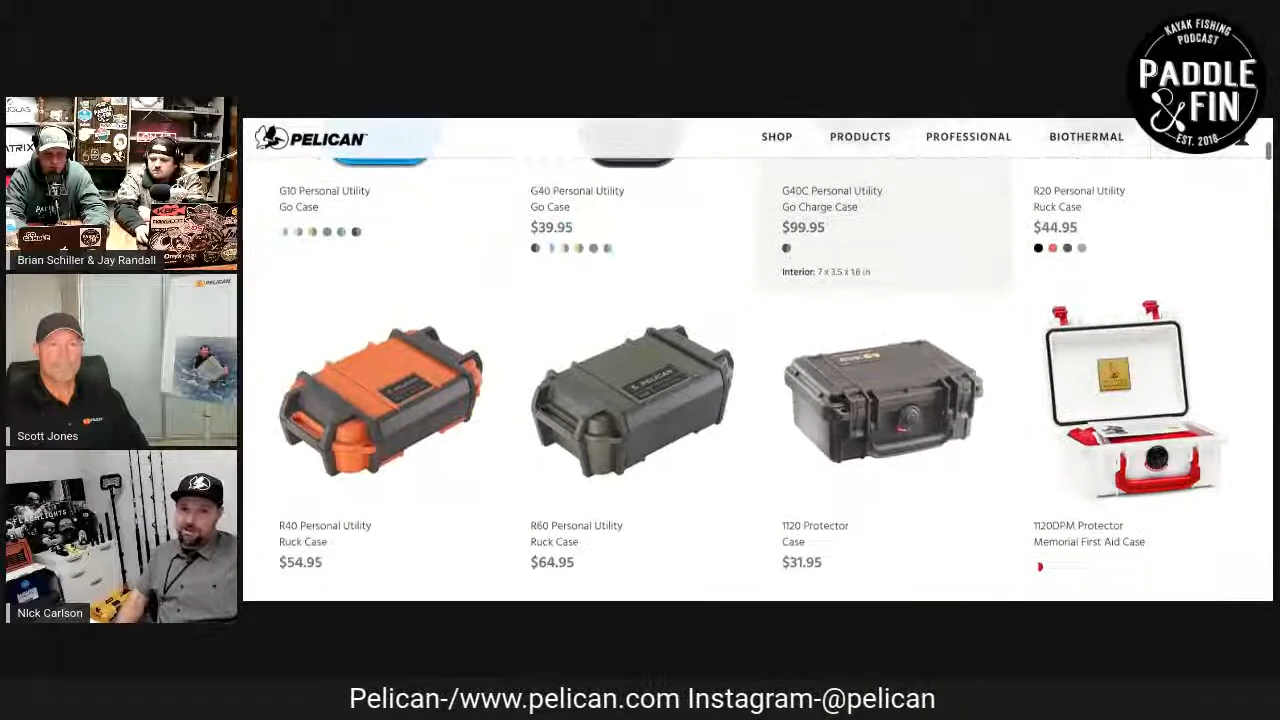 KAYAK FISHING
PODCAST
PADDLE
& FIN
EST. 2018
PELICAN
SHOP
PRODUCTS
PROFESSIONAL
BIOTHERMAL
G10 Personal Utility
Go Case
G40 Personal Utility
Go Case
$39.95
G40C Personal Utility
Go Charge Case
$99.95
Interior: 7 x 3.5 x 1.6 in
R20 Personal Utility
Ruck Case
$44.95
R40 Personal Utility
Ruck Case
$54.95
PELICAN
R60 Personal Utility
Ruck Case
$64.95
1120 Protector
Case
$31.95
1120DPM Protector
Memorial First Aid Case
Brian Schiller & Jay Randall
PELICAN
Scott Jones
FLASHLIGHTS
Nick Carlson
Pelican-/www.pelican.com Instagram-@pelican